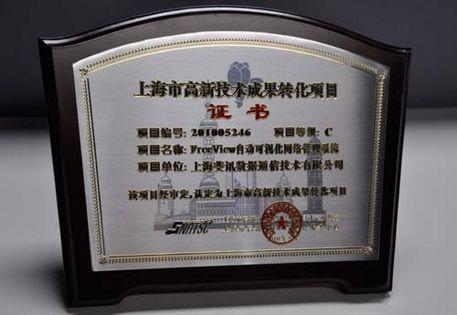 上海市高新技术成果转化项目
证书
项目编号: 201005246 项目等级: C
项目名称: FreeView自动可视化网络管理系统
项目单位: 上海斐讯数据通信技术有限公司
该项目经审定, 认定为上海市高新技术成果转化项目